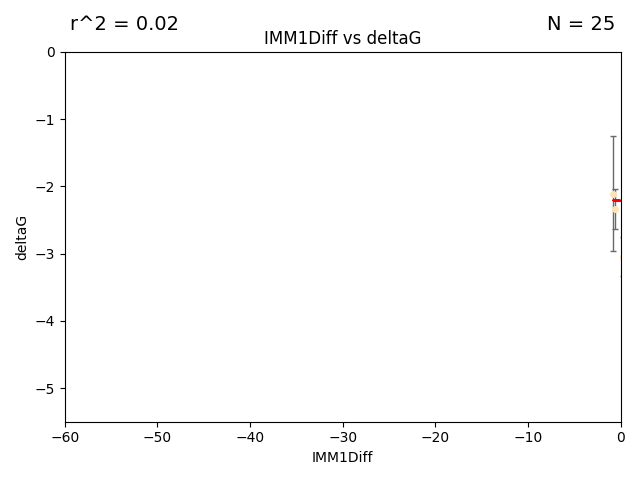 r^2 = 0.02
N = 25
IMM1Diff vs deltaG
0
−1
−2
−3
−4
−5
deltaG
−60 −50 −40 −30 −20 −10 0
IMM1Diff